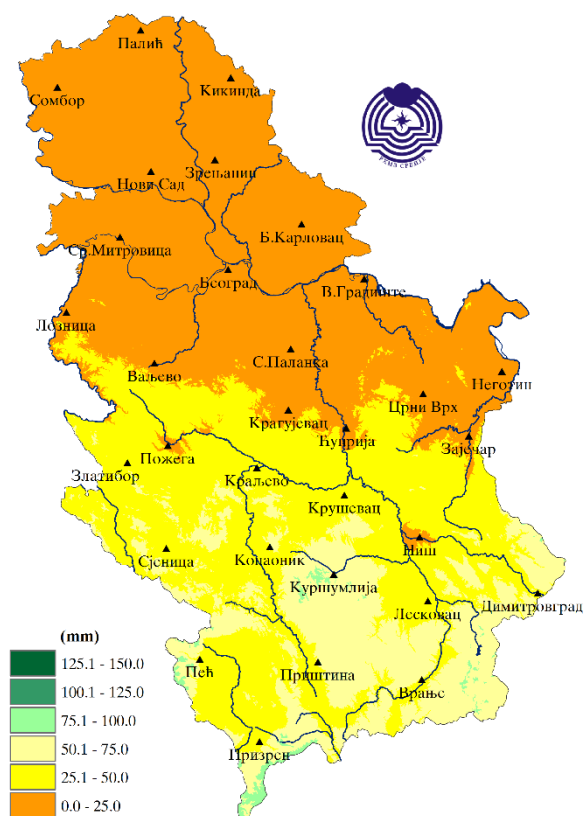 Палић
Кикинда
Сомбор
РХМЗ СРБИЈЕ
Зрењанин
Нови Сад
Б.Карловац
Ср.Митровица
Београд
В.Градиште
Лозница
С.Паланка
Ваљево
Неготин
Црни Врх
Крагујевац
Ћуприја
Зајечар
Пожега
Златибор
Краљево
Крушевац
Ниш
Сјеница
Копаоник
Куршумлија
Лесковац
Димитровград
(mm)
125.1 - 150.0
100.1 - 125.0
75.1 - 100.0
50.1 - 75.0
25.1 - 50.0
0.0 - 25.0
Пећ
Приштина
Врање
Призрен